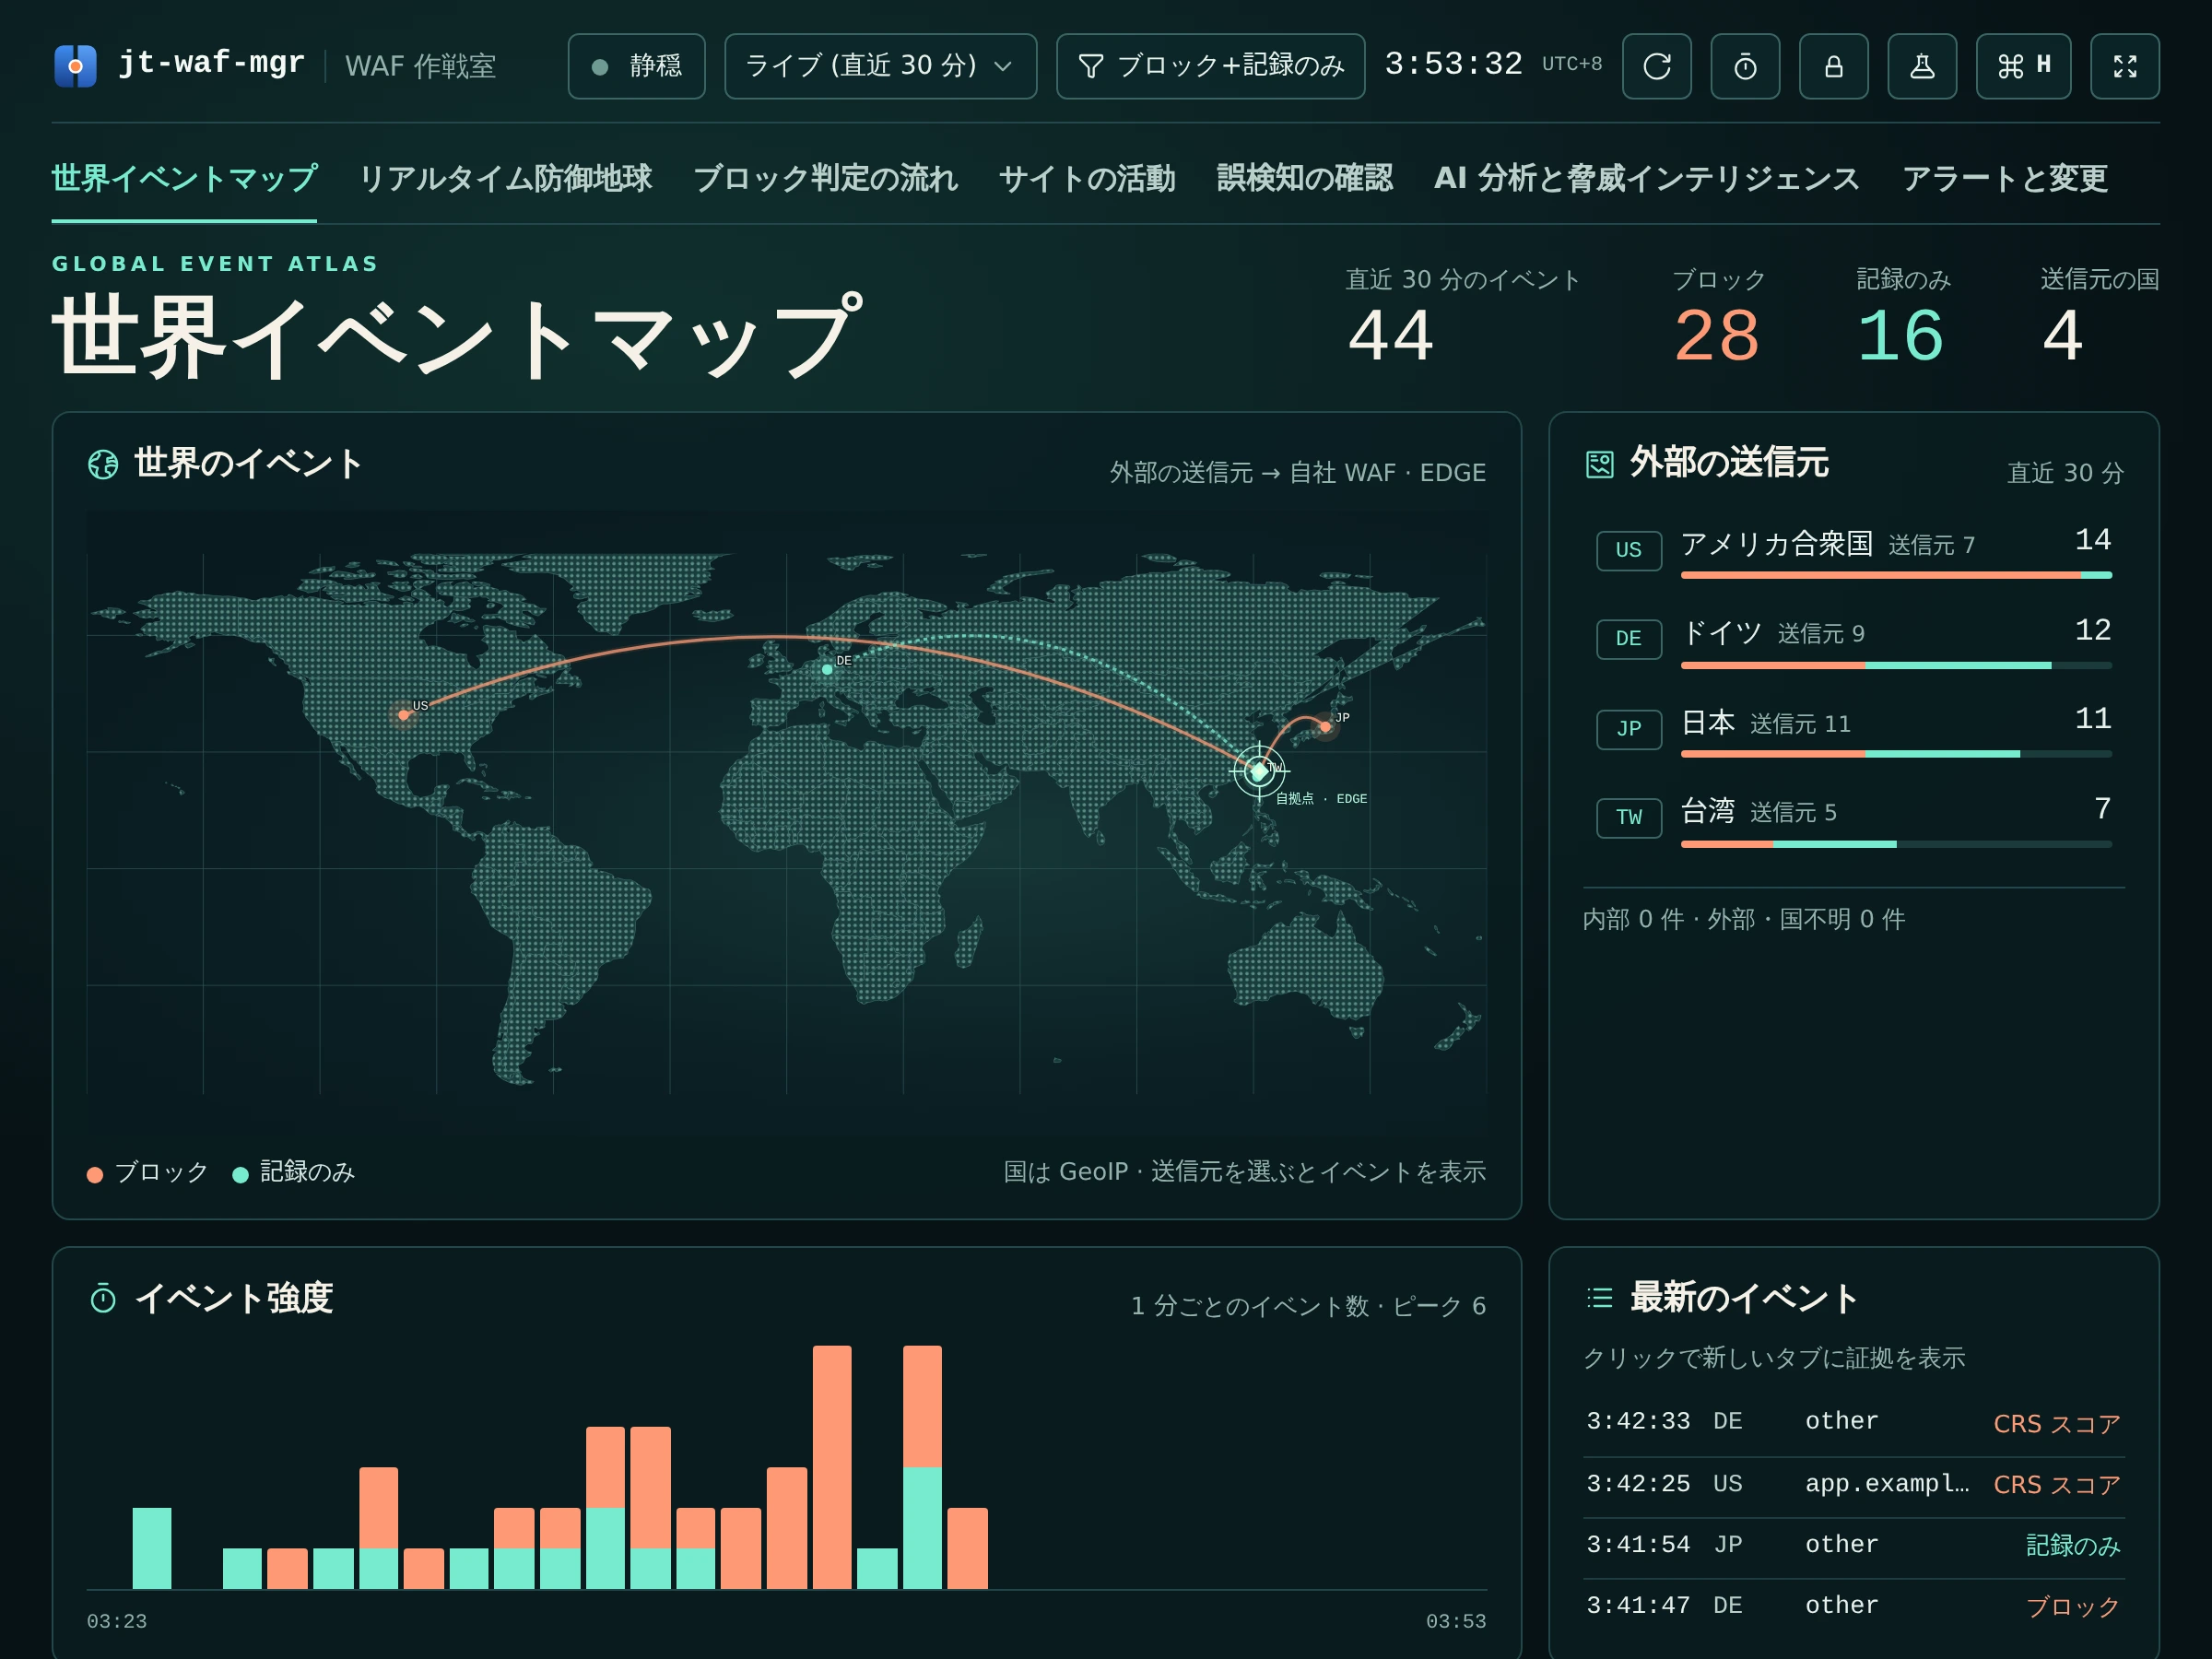 jt-waf-mgr
WAF 作戦室
静穏
ライブ (直近 30 分)
ブロック+記録のみ
3:53:32 UTC+8
⌘ H
世界イベントマップ
リアルタイム防御地球
ブロック判定の流れ
サイトの活動
誤検知の確認
AI 分析と脅威インテリジェンス
アラートと変更
GLOBAL EVENT ATLAS
世界イベントマップ
直近 30 分のイベント
44
ブロック
28
記録のみ
16
送信元の国
4
世界のイベント
外部の送信元 → 自社 WAF · EDGE
US
DE
JP
TW
自拠点 · EDGE
ブロック
記録のみ
国は GeoIP · 送信元を選ぶとイベントを表示
外部の送信元
直近 30 分
US アメリカ合衆国 送信元 7 14
DE ドイツ 送信元 9 12
JP 日本 送信元 11 11
TW 台湾 送信元 5 7
内部 0 件 · 外部・国不明 0 件
イベント強度
1 分ごとのイベント数 · ピーク 6
03:23
03:53
最新のイベント
クリックで新しいタブに証拠を表示
3:42:33 DE other CRS スコア
3:42:25 US app.exampl… CRS スコア
3:41:54 JP other 記録のみ
3:41:47 DE other ブロック